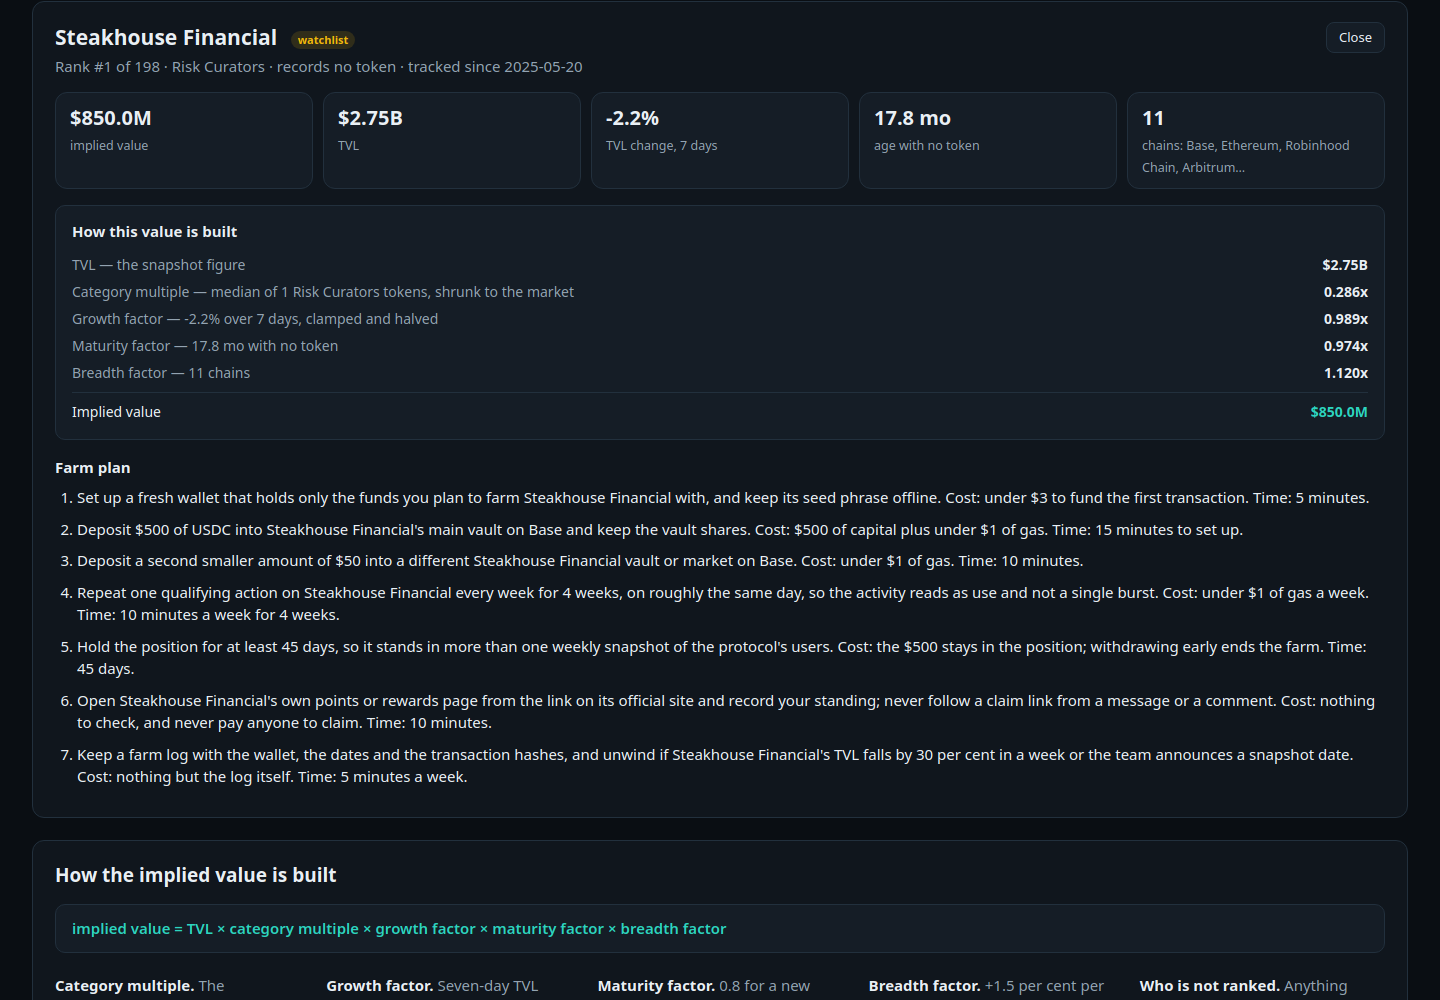 Steakhouse Financial watchlist
Close
Rank #1 of 198 · Risk Curators · records no token · tracked since 2025-05-20
$850.0M
implied value
$2.75B
TVL
-2.2%
TVL change, 7 days
17.8 mo
age with no token
11
chains: Base, Ethereum, Robinhood
Chain, Arbitrum...
How this value is built
TVL — the snapshot figure $2.75B
Category multiple — median of 1 Risk Curators tokens, shrunk to the market 0.286x
Growth factor — -2.2% over 7 days, clamped and halved 0.989x
Maturity factor — 17.8 mo with no token 0.974x
Breadth factor — 11 chains 1.120x
Implied value $850.0M
Farm plan
1. Set up a fresh wallet that holds only the funds you plan to farm Steakhouse Financial with, and keep its seed phrase offline. Cost: under $3 to fund the first transaction. Time: 5 minutes.
2. Deposit $500 of USDC into Steakhouse Financial's main vault on Base and keep the vault shares. Cost: $500 of capital plus under $1 of gas. Time: 15 minutes to set up.
3. Deposit a second smaller amount of $50 into a different Steakhouse Financial vault or market on Base. Cost: under $1 of gas. Time: 10 minutes.
4. Repeat one qualifying action on Steakhouse Financial every week for 4 weeks, on roughly the same day, so the activity reads as use and not a single burst. Cost: under $1 of gas a week.
Time: 10 minutes a week for 4 weeks.
5. Hold the position for at least 45 days, so it stands in more than one weekly snapshot of the protocol's users. Cost: the $500 stays in the position; withdrawing early ends the farm. Time:
45 days.
6. Open Steakhouse Financial's own points or rewards page from the link on its official site and record your standing; never follow a claim link from a message or a comment. Cost: nothing
to check, and never pay anyone to claim. Time: 10 minutes.
7. Keep a farm log with the wallet, the dates and the transaction hashes, and unwind if Steakhouse Financial's TVL falls by 30 per cent in a week or the team announces a snapshot date.
Cost: nothing but the log itself. Time: 5 minutes a week.
How the implied value is built
implied value = TVL × category multiple × growth factor × maturity factor × breadth factor
Category multiple. The
Growth factor. Seven-day TVL
Maturity factor. 0.8 for a new
Breadth factor. +1.5 per cent per
Who is not ranked. Anything